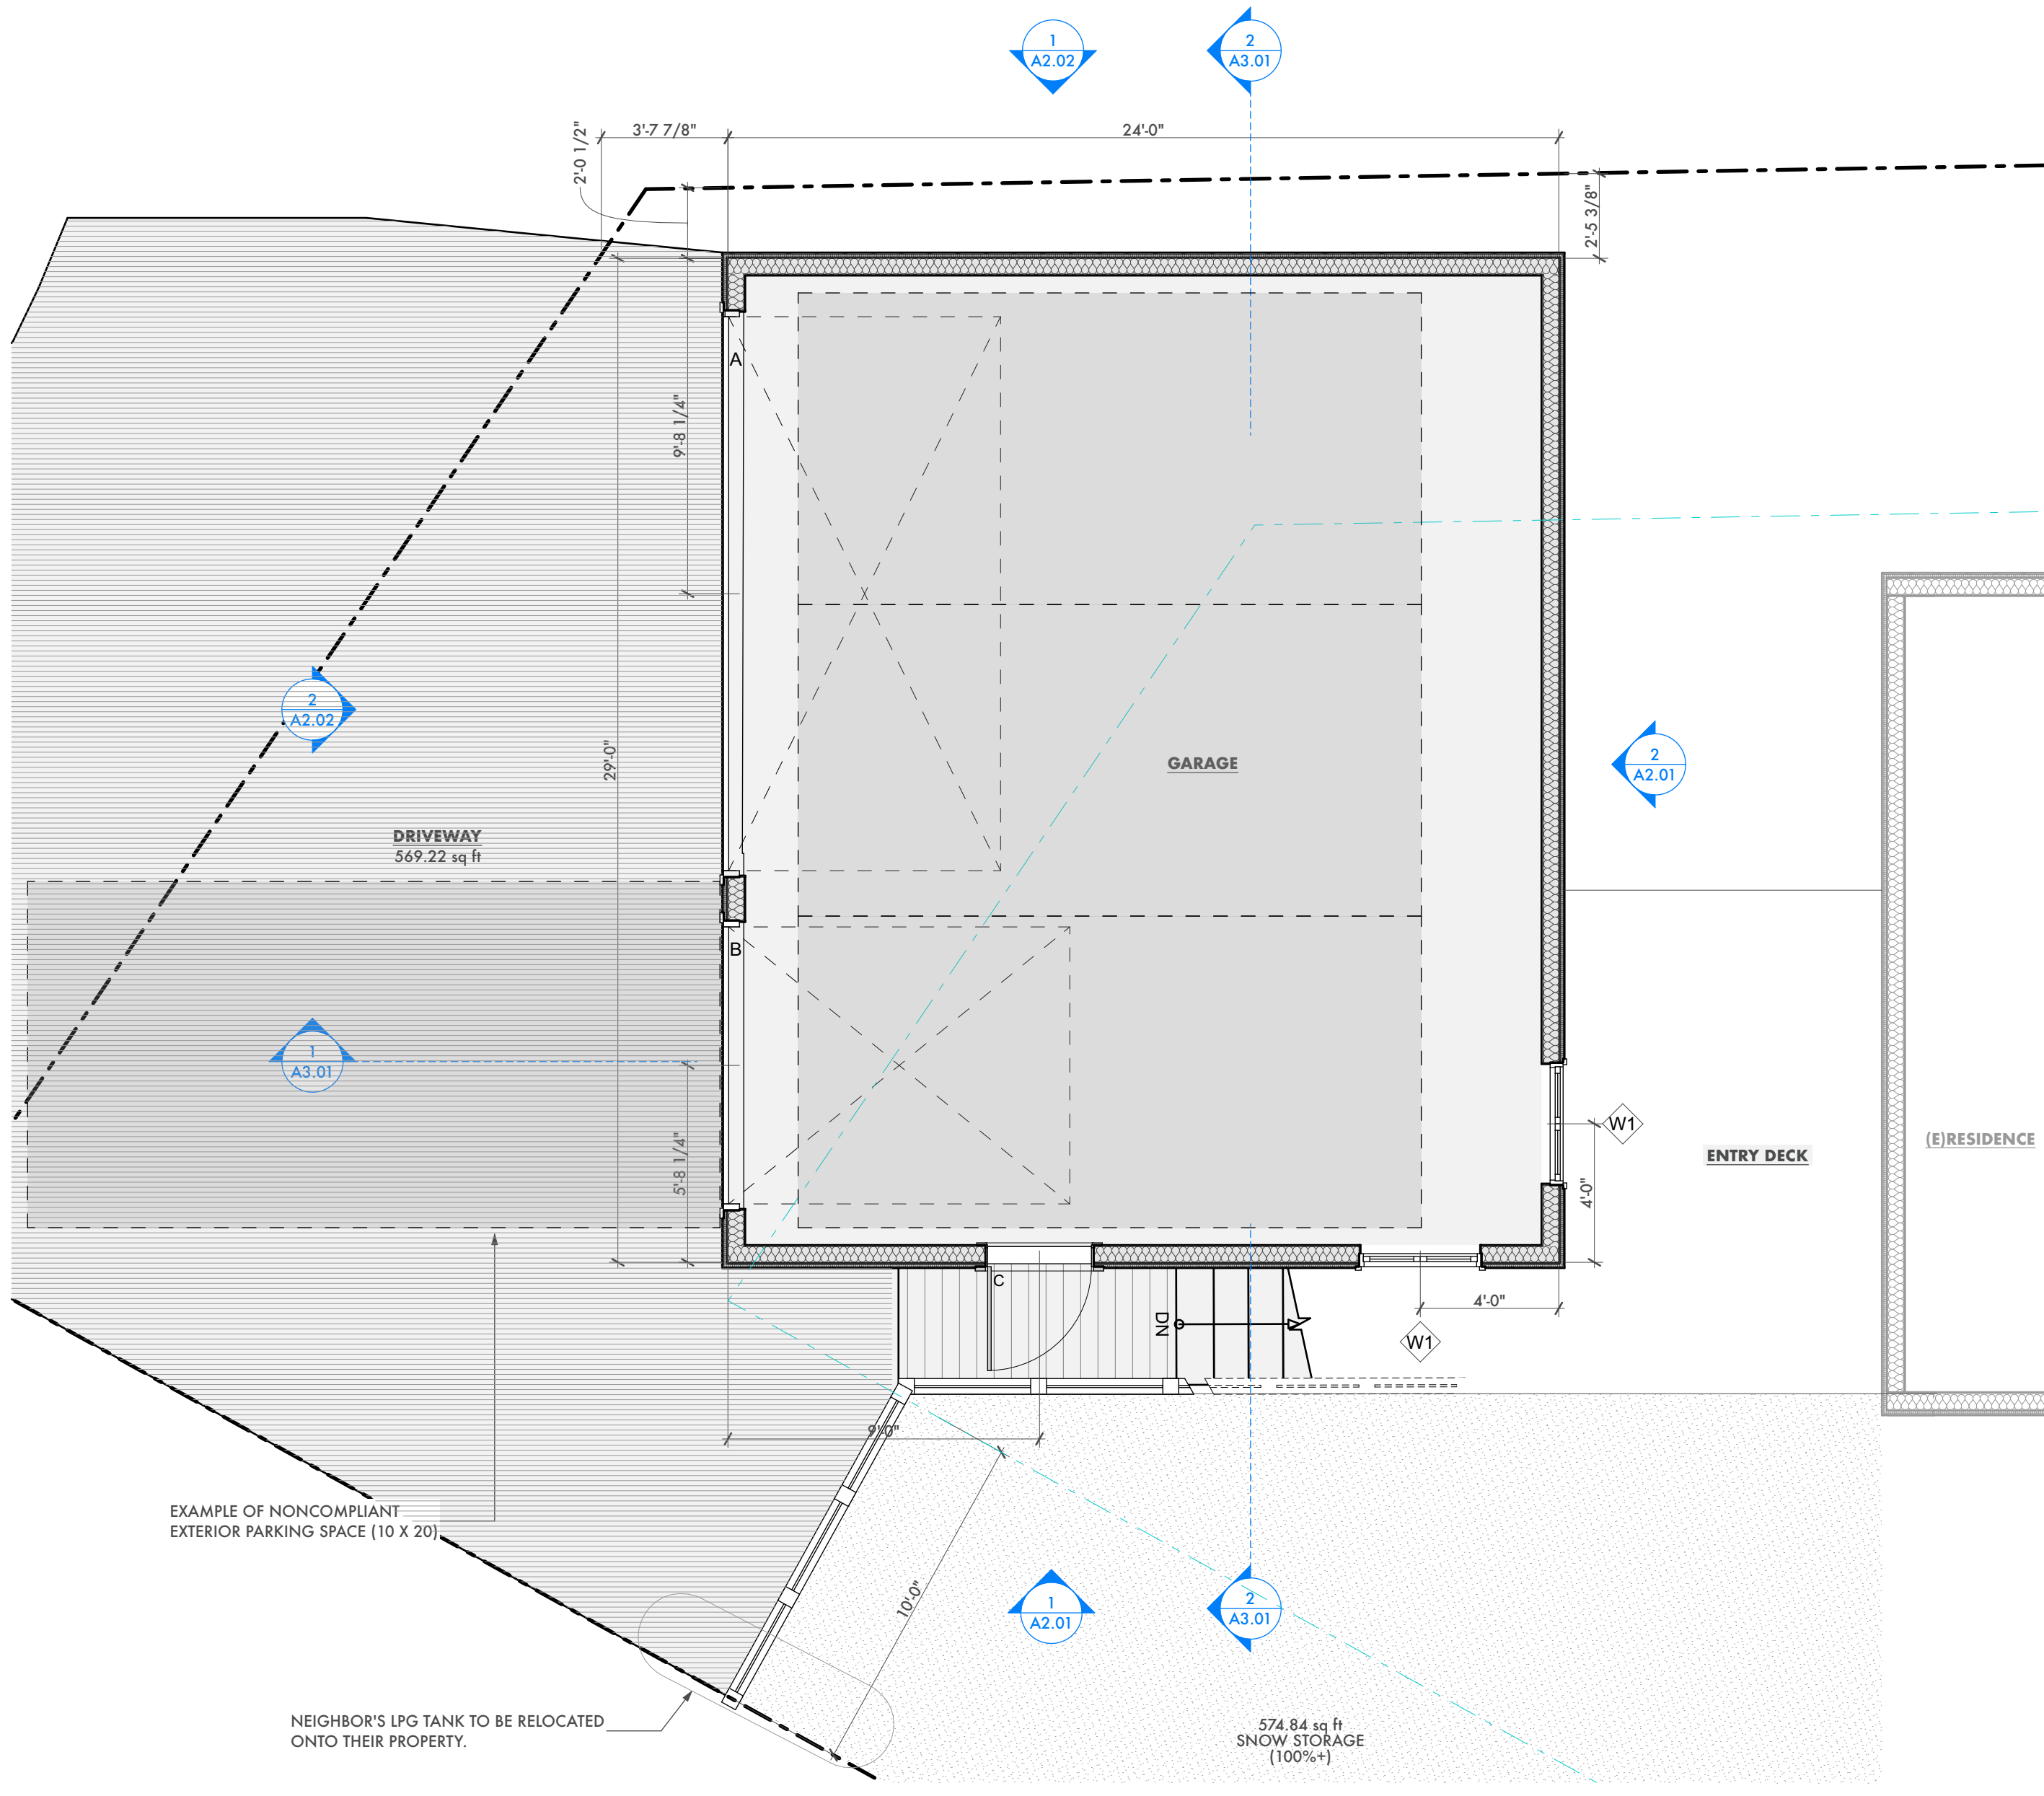 1
A2.02
2
A3.01
3'-7 7/8"
24'-0"
2'-0 1/2"
2'-5 3/8"
A
9'-8 1/4"
2
A2.02
29'-0"
GARAGE
2
A2.01
DRIVEWAY
569.22 sq ft
B
1
A3.01
5'-8 1/4"
W1
(E)RESIDENCE
ENTRY DECK
4'-0"
C
DN
4'-0"
W1
9'-0"
EXAMPLE OF NONCOMPLIANT
EXTERIOR PARKING SPACE (10 X 20)
10'-0"
1
A2.01
2
A3.01
NEIGHBOR'S LPG TANK TO BE RELOCATED
ONTO THEIR PROPERTY.
574.84 sq ft
SNOW STORAGE
(100%+)